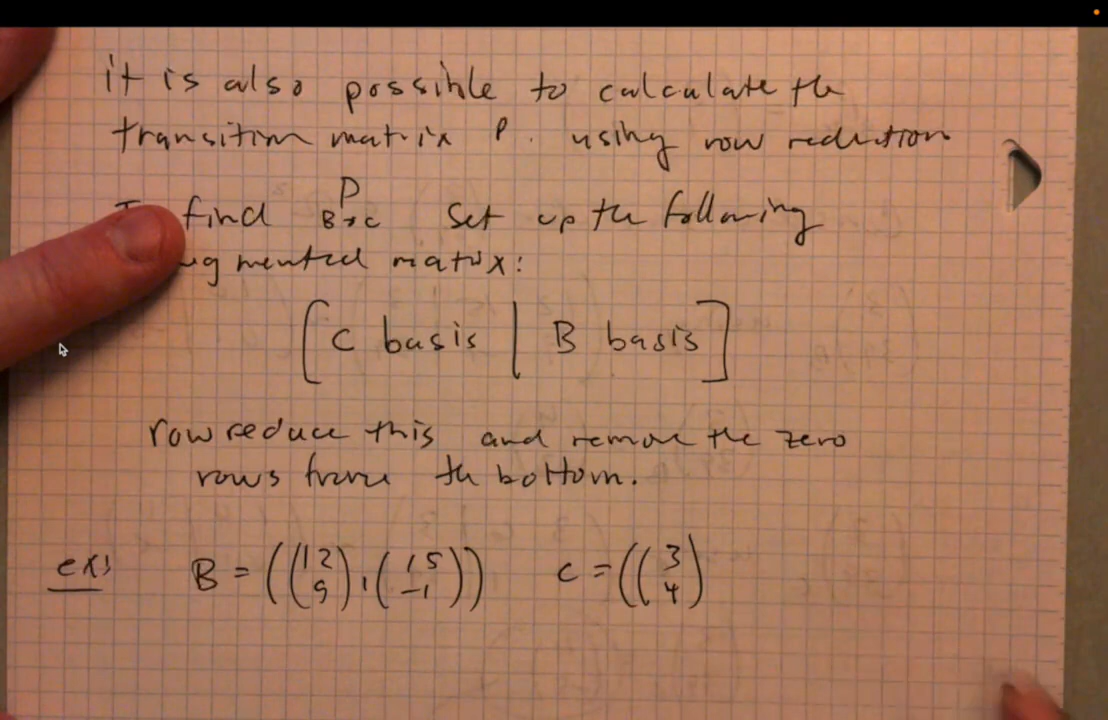 it is also possible to calculate the
transition matrix P. using row reduction
find P B→C set up the following
augmented matrix:
[ C basis | B basis ]
row reduce this and remove the zero
rows from the bottom.
ex: B = ((12 9), (15 -1)) C = ((3 4)